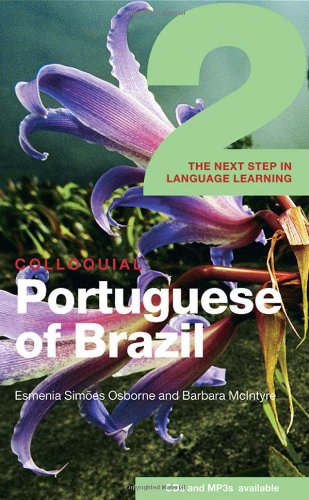 2
THE NEXT STEP IN
LANGUAGE LEARNING
COLLOQUIAL
Portuguese
of Brazil
Esmenia Simões Osborne and Barbara McIntyre
CDs and MP3s available